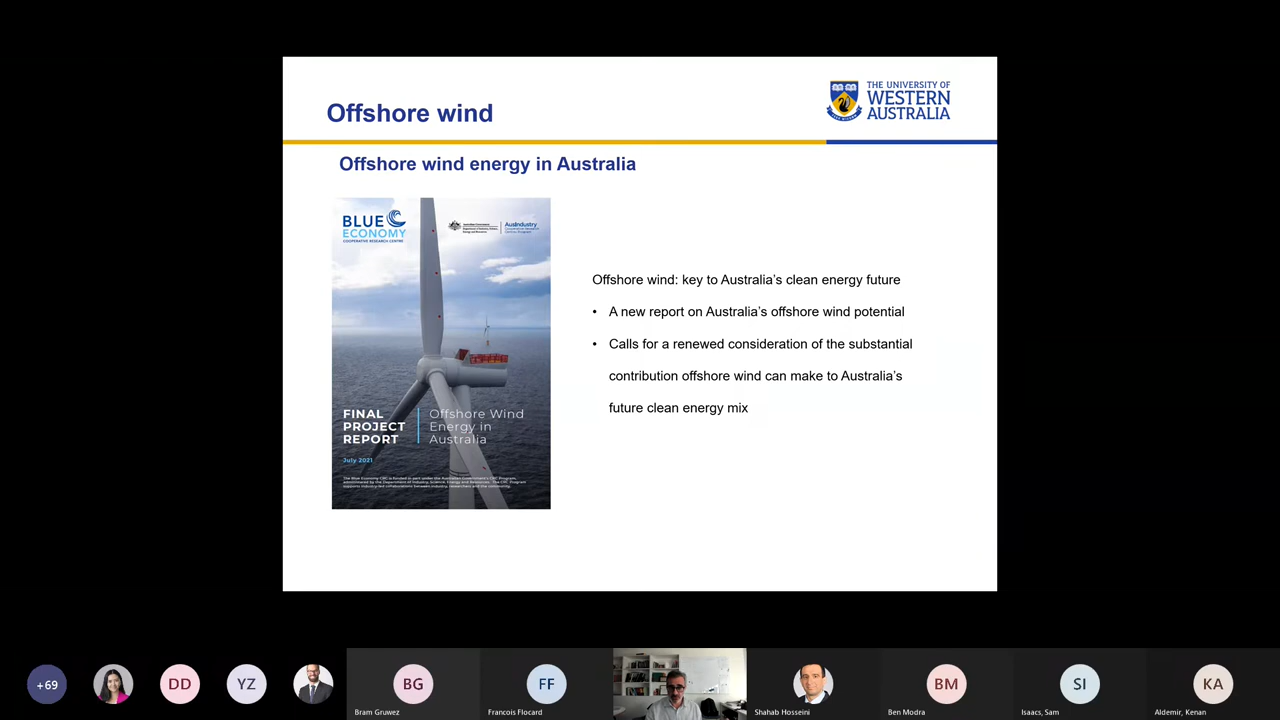 Offshore wind
THE UNIVERSITY OF
WESTERN
AUSTRALIA
Offshore wind energy in Australia
BLUE
ECONOMY
COOPERATIVE RESEARCH CENTRE
AusIndustry
Offshore wind: key to Australia's clean energy future
• A new report on Australia's offshore wind potential
• Calls for a renewed consideration of the substantial
contribution offshore wind can make to Australia's
future clean energy mix
FINAL
PROJECT
REPORT
Offshore Wind
Energy in
Australia
July 2021
+69
DD
YZ
BG
FF
BM
SI
KA
Bram Gruwez
Francois Flocard
Shahab Hosseini
Ben Modra
Isaacs, Sam
Aldemir, Kenan